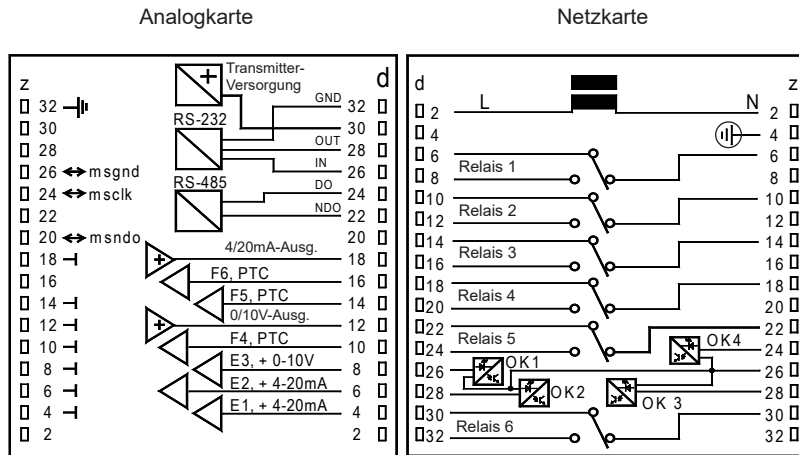 Analogkarte Netzkarte
z d d z
Transmitter-
Versorgung
32 GND 32 2 L N 2
30 30 4 4
RS-232
28 OUT 28 6 Relais 1 6
26 msgnd IN 26 8 8
RS-485
24 msclk DO 24 10 Relais 2 10
22 NDO 22 12 12
20 msndo 20 14 Relais 3 14
18 4/20mA-Ausg. 18 16 16
16 F6, PTC 16 18 Relais 4 18
14 F5, PTC 14 20 20
12 0/10V-Ausg. 12 22 Relais 5 22
10 F4, PTC 10 24 OK4 24
8 E3, + 0-10V 8 26 OK1 26
6 E2, + 4-20mA 6 28 OK2 OK 3 28
4 E1, + 4-20mA 4 30 Relais 6 30
2 2 32 32